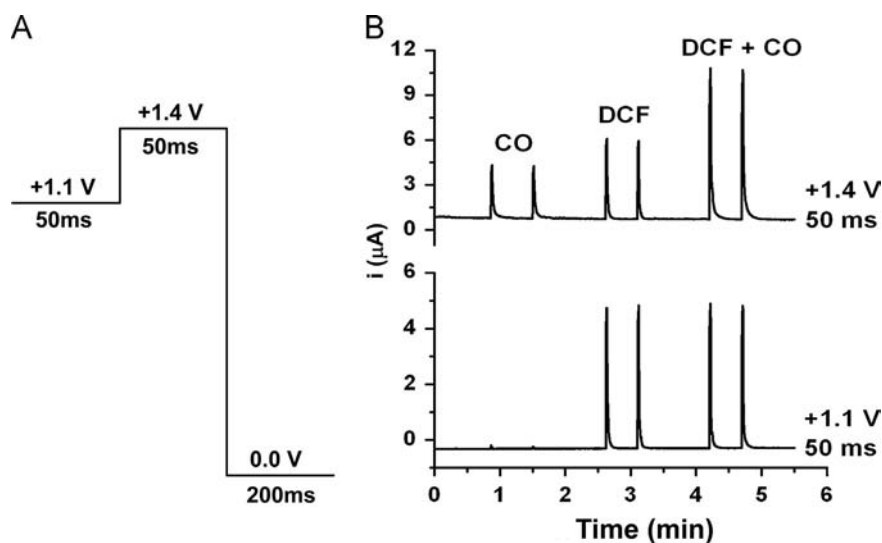 A
+1.4 V
50ms
+1.1 V
50ms
0.0 V
200ms
B
12
9
6
3
0
CO
DCF
DCF + CO
+1.4 V
50 ms
i (µA)
6
4
2
0
+1.1 V
50 ms
0 1 2 3 4 5 6
Time (min)